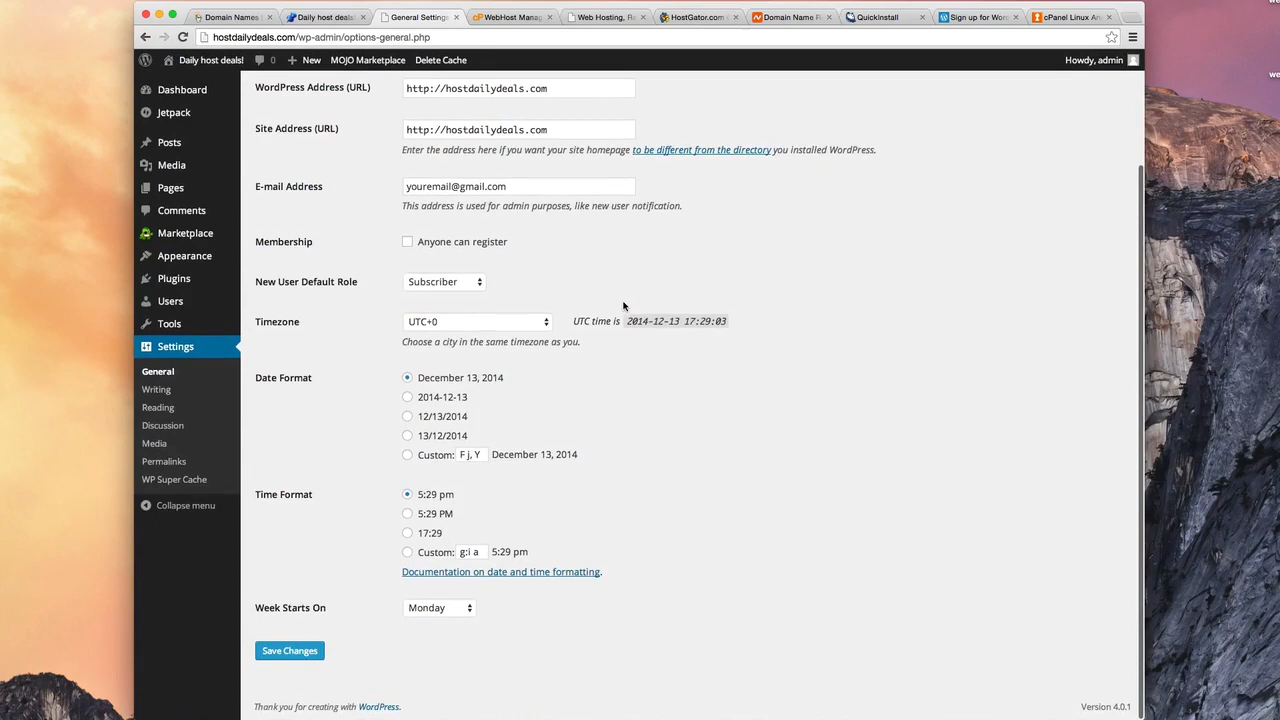 Domain Names
Daily host deals!
General Settings
WebHost Manag
Web Hosting, Re
HostGator.com
Domain Name Re
QuickInstall
Sign up for Word
cPanel Linux
hostdailydeals.com/wp-admin/options-general.php
Daily host deals! 0 New MOJO Marketplace Delete Cache Howdy, admin
Dashboard
Jetpack
Posts
Media
Pages
Comments
Marketplace
Appearance
Plugins
Users
Tools
Settings
General
Writing
Reading
Discussion
Media
Permalinks
WP Super Cache
Collapse menu
WordPress Address (URL) http://hostdailydeals.com
Site Address (URL) http://hostdailydeals.com
Enter the address here if you want your site homepage to be different from the directory you installed WordPress.
E-mail Address youremail@gmail.com
This address is used for admin purposes, like new user notification.
Membership Anyone can register
New User Default Role Subscriber
Timezone UTC+0 UTC time is 2014-12-13 17:29:03
Choose a city in the same timezone as you.
Date Format December 13, 2014
2014-12-13
12/13/2014
13/12/2014
Custom: F j, Y December 13, 2014
Time Format 5:29 pm
5:29 PM
17:29
Custom: g:i a 5:29 pm
Documentation on date and time formatting.
Week Starts On Monday
Save Changes
Thank you for creating with WordPress. Version 4.0.1